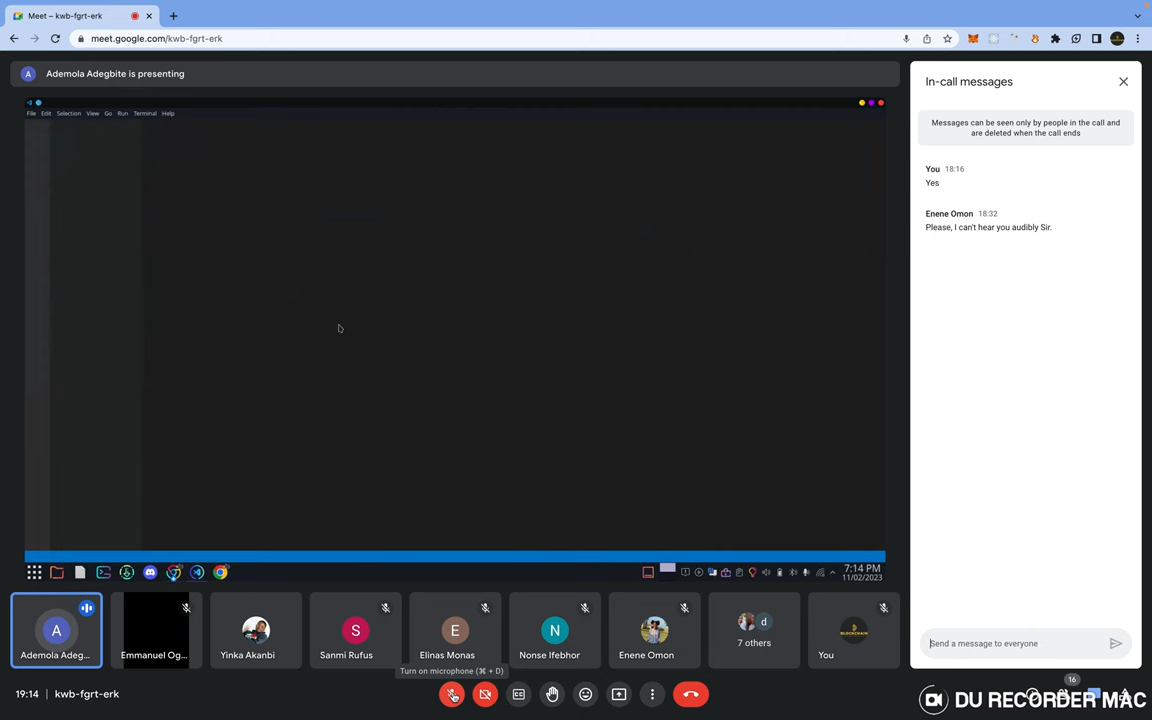 Meet – kwb-fgrt-erk
meet.google.com/kwb-fgrt-erk
A Ademola Adegbite is presenting
File Edit Selection View Go Run Terminal Help
7:14 PM
11/02/2023
In-call messages
Messages can be seen only by people in the call and
are deleted when the call ends
You 18:16
Yes
Enene Omon 18:32
Please, I can't hear you audibly Sir.
Send a message to everyone
A
Ademola Adeg...
Emmanuel Og...
Yinka Akanbi
S
Sanmi Rufus
E
Elinas Monas
N
Nonse Ifebhor
Enene Omon
d
7 others
BLOCKCHAIN
You
Turn on microphone (⌘ + D)
19:14 | kwb-fgrt-erk
16
DU RECORDER MAC